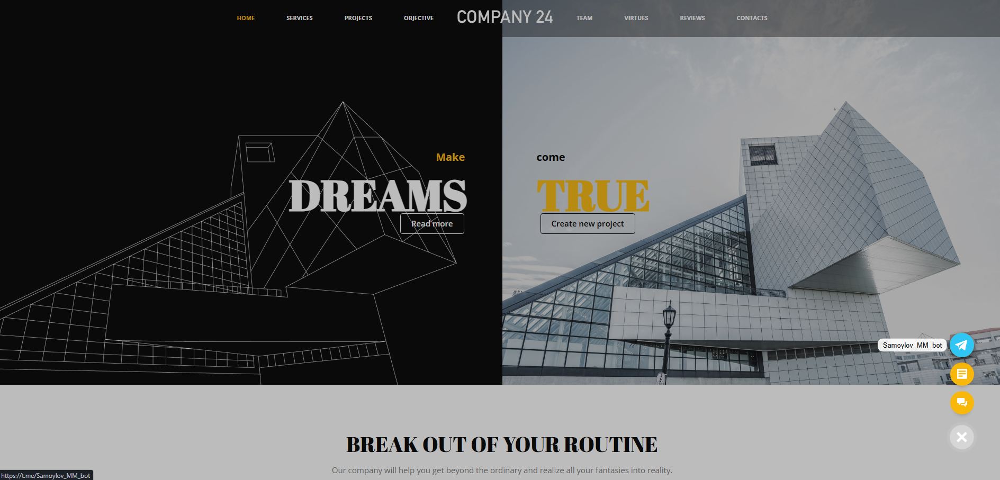 HOME SERVICES PROJECTS OBJECTIVE COMPANY 24 TEAM VIRTUES REVIEWS CONTACTS
Make come
DREAMS TRUE
Read more Create new project
Samoylov_MM_bot
BREAK OUT OF YOUR ROUTINE
Our company will help you get beyond the ordinary and realize all your fantasies into reality.
https://t.me/Samoylov_MM_bot